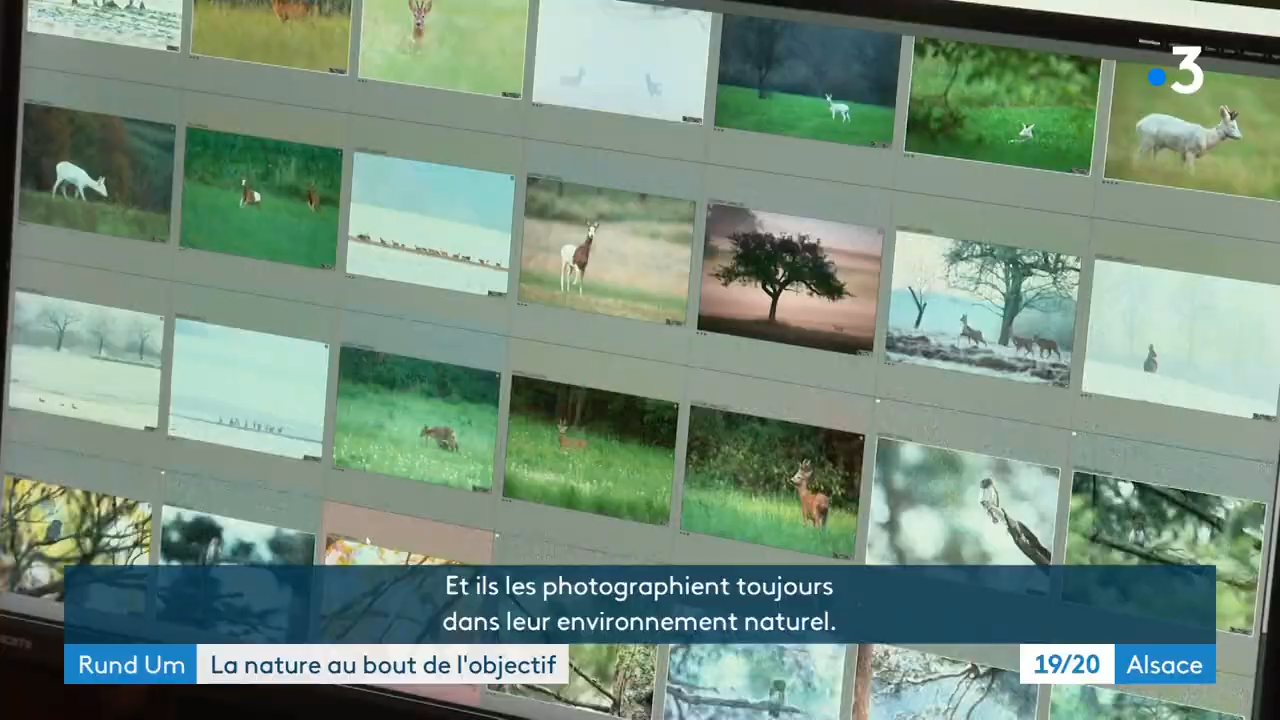 3
Et ils les photographient toujours
dans leur environnement naturel.
Rund Um La nature au bout de l'objectif 19/20 Alsace